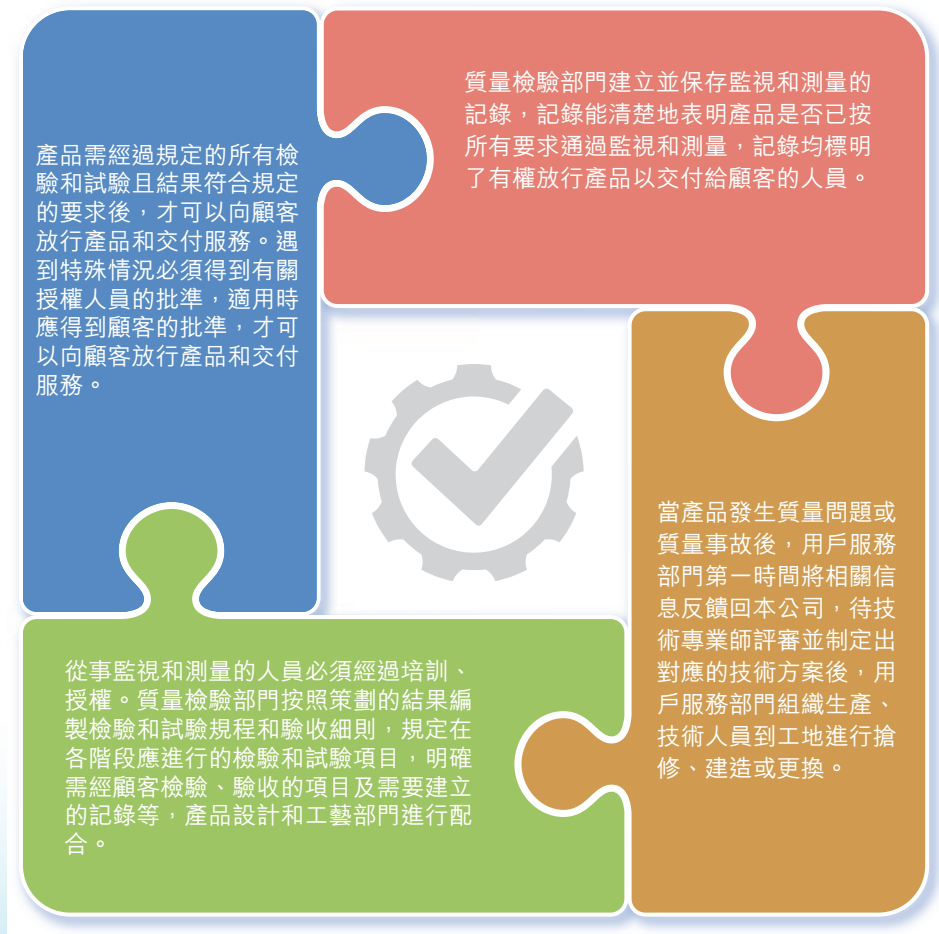 產品需經過規定的所有檢
驗和試驗且結果符合規定
的要求後，才可以向顧客
放行產品和交付服務。遇
到特殊情況必須得到有關
授權人員的批準，適用時
應得到顧客的批準，才可
以向顧客放行產品和交付
服務。
質量檢驗部門建立並保存監視和測量的
記錄，記錄能清楚地表明產品是否已按
所有要求通過監視和測量，記錄均標明
了有權放行產品以交付給顧客的人員。
當產品發生質量問題或
質量事故後，用戶服務
部門第一時間將相關信
息反饋回本公司，待技
術專業師評審並制定出
對應的技術方案後，用
戶服務部門組織生產、
技術人員到工地進行搶
修、建造或更換。
從事監視和測量的人員必須經過培訓、
授權。質量檢驗部門按照策劃的結果編
製檢驗和試驗規程和驗收細則，規定在
各階段應進行的檢驗和試驗項目，明確
需經顧客檢驗、驗收的項目及需要建立
的記錄等，產品設計和工藝部門進行配
合。